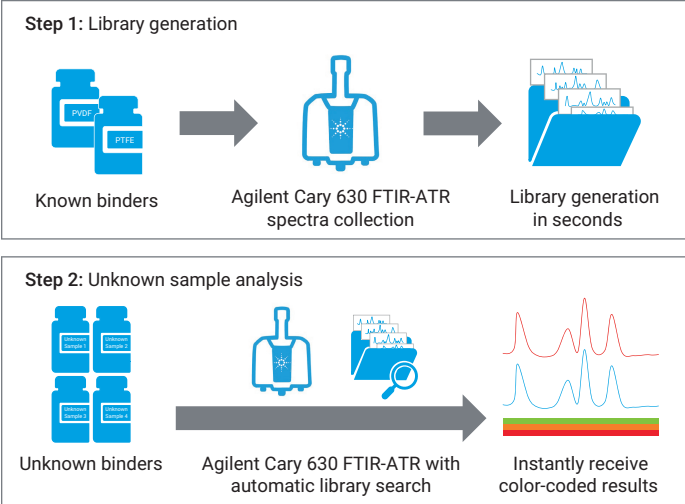 Step 1: Library generation
PVDF
PTFE
Known binders
Agilent Cary 630 FTIR-ATR
spectra collection
Library generation
in seconds
Step 2: Unknown sample analysis
Unknown
Sample 1
Unknown
Sample 2
Unknown
Sample 3
Unknown
Sample 4
Unknown binders
Agilent Cary 630 FTIR-ATR with
automatic library search
Instantly receive
color-coded results